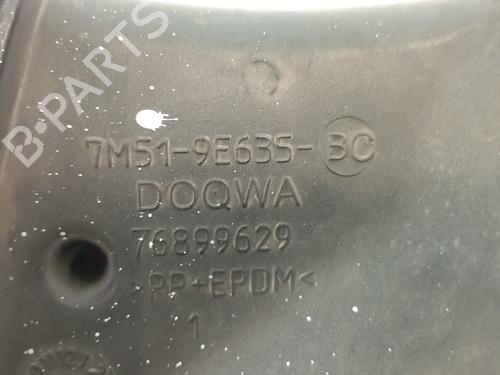 B-PARTS
7M51-9E635-BC
DOQWA
76899629
>PP+EPDM<
1